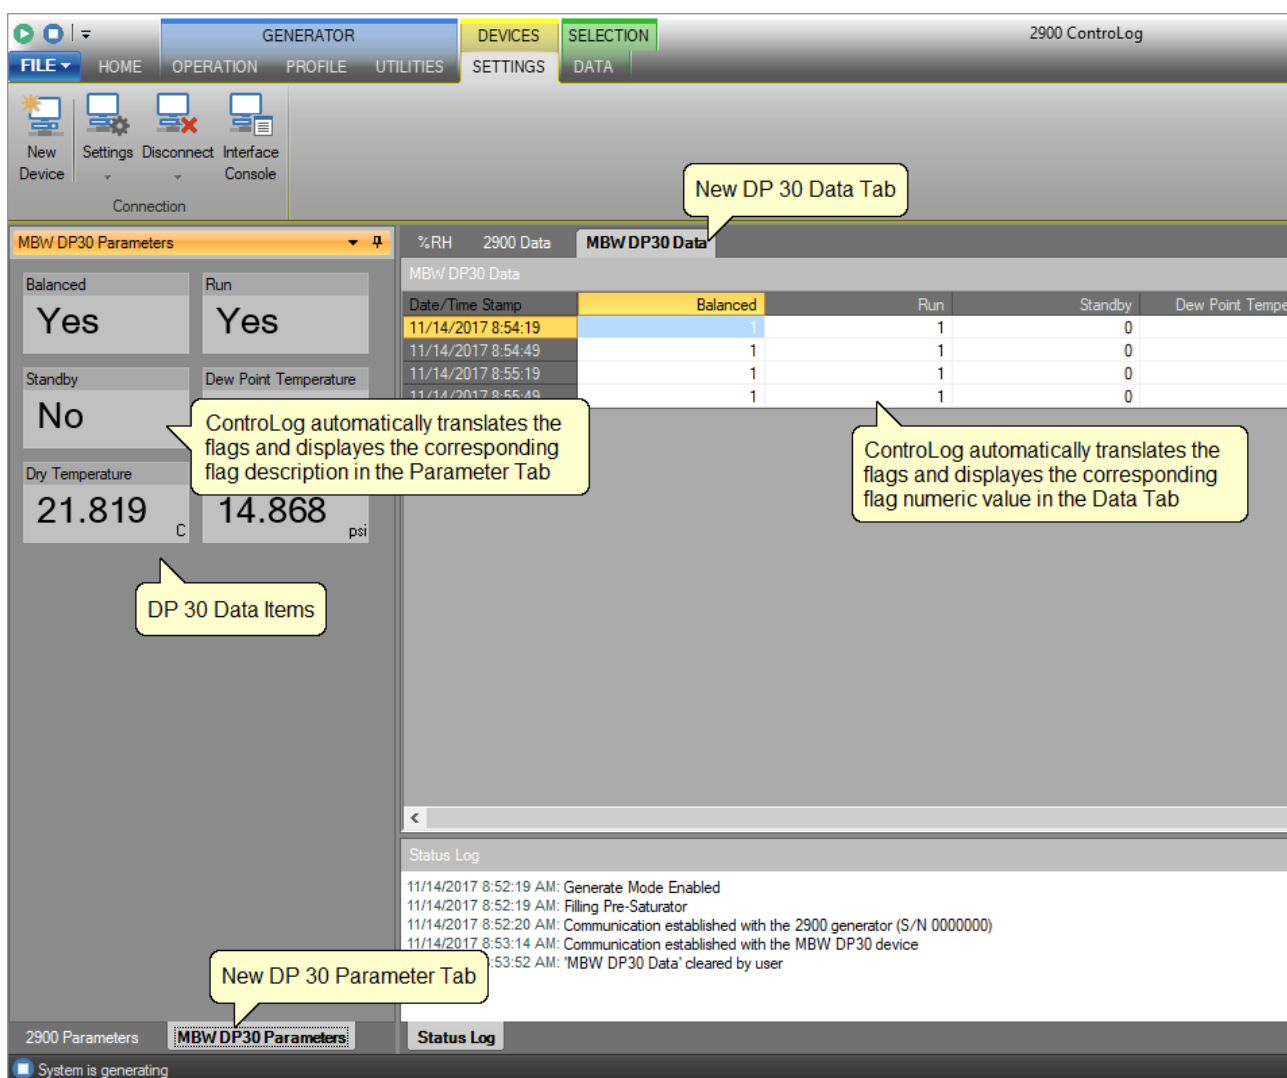 GENERATOR DEVICES SELECTION 2900 ControLog
FILE HOME OPERATION PROFILE UTILITIES SETTINGS DATA
New
Device
Settings
Disconnect
Interface
Console
Connection
New DP 30 Data Tab
MBW DP30 Parameters
%RH 2900 Data MBW DP30 Data
Balanced
Yes
Run
Yes
Standby
No
Dew Point Temperature
ControLog automatically translates the
flags and displayes the corresponding
flag description in the Parameter Tab
Dry Temperature
21.819 C
14.868 psi
DP 30 Data Items
MBW DP30 Data
Date/Time Stamp Balanced Run Standby Dew Point Tempe
11/14/2017 8:54:19 1 1 0
11/14/2017 8:54:49 1 1 0
11/14/2017 8:55:19 1 1 0
11/14/2017 8:55:49 1 1 0
ControLog automatically translates the
flags and displayes the corresponding
flag numeric value in the Data Tab
Status Log
11/14/2017 8:52:19 AM: Generate Mode Enabled
11/14/2017 8:52:19 AM: Filling Pre-Saturator
11/14/2017 8:52:20 AM: Communication established with the 2900 generator (S/N 0000000)
11/14/2017 8:53:14 AM: Communication established with the MBW DP30 device
:53:52 AM: 'MBW DP30 Data' cleared by user
New DP 30 Parameter Tab
2900 Parameters MBW DP30 Parameters
Status Log
System is generating